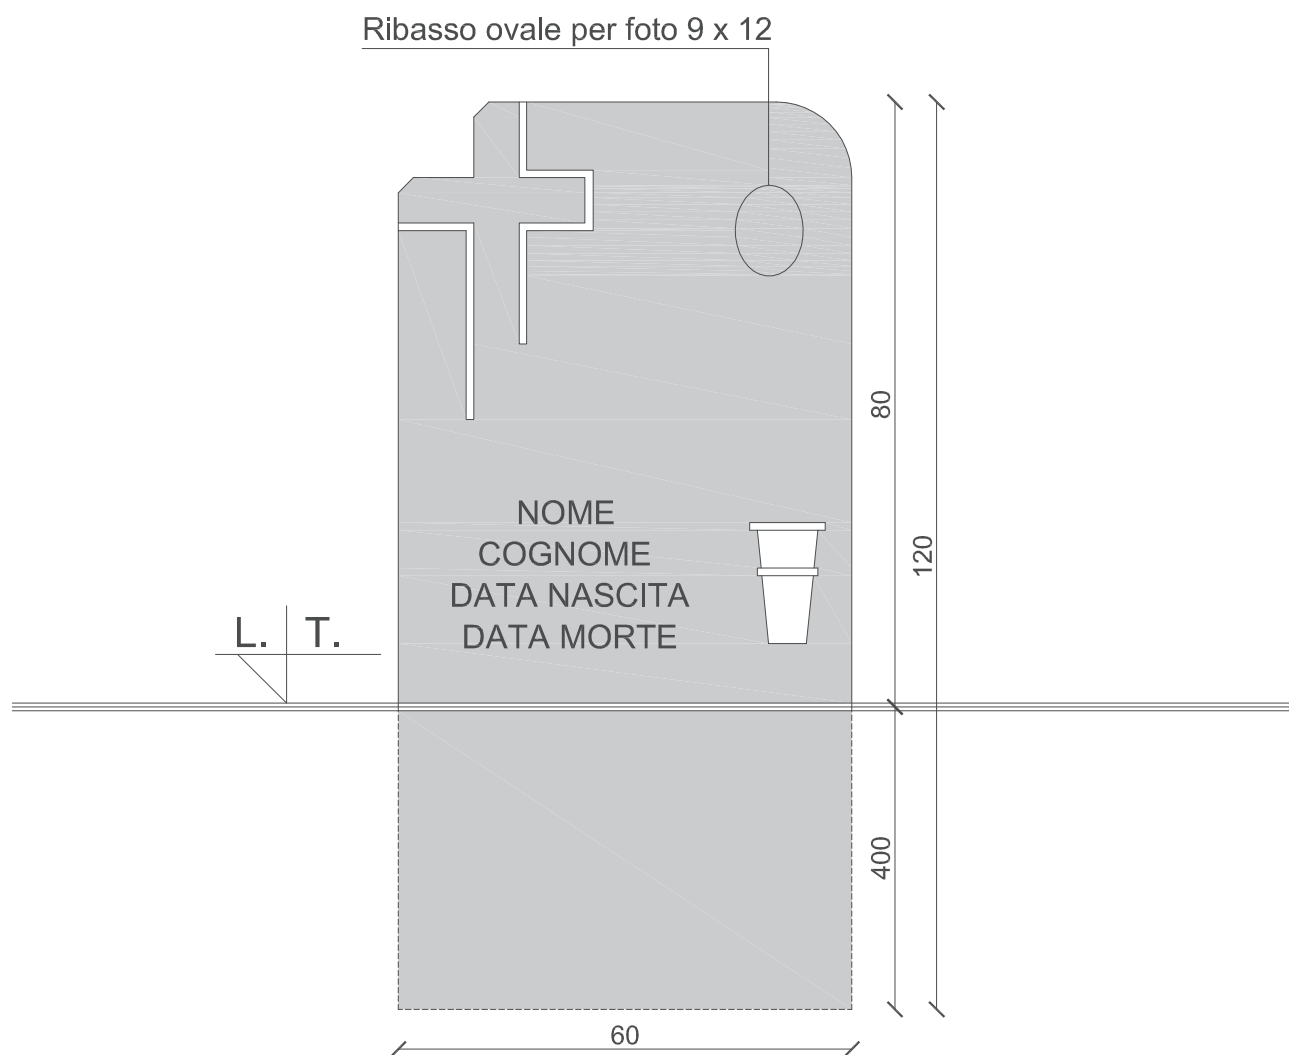 Ribasso ovale per foto 9 x 12
80
120
NOME
COGNOME
DATA NASCITA
DATA MORTE
L. T.
400
60